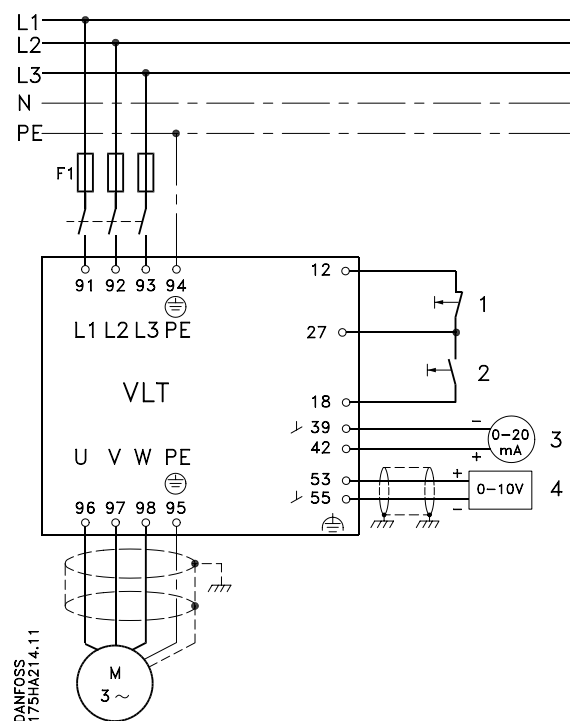 L1
L2
L3
N
PE
F1
91 92 93 94
L1 L2 L3 PE
VLT
U V W PE
96 97 98 95
12
27
18
39
42
53
55
1
2
−
0−20
mA
+
3
+
0−10V
−
4
M
3 ~
DANFOSS
175HA214.11